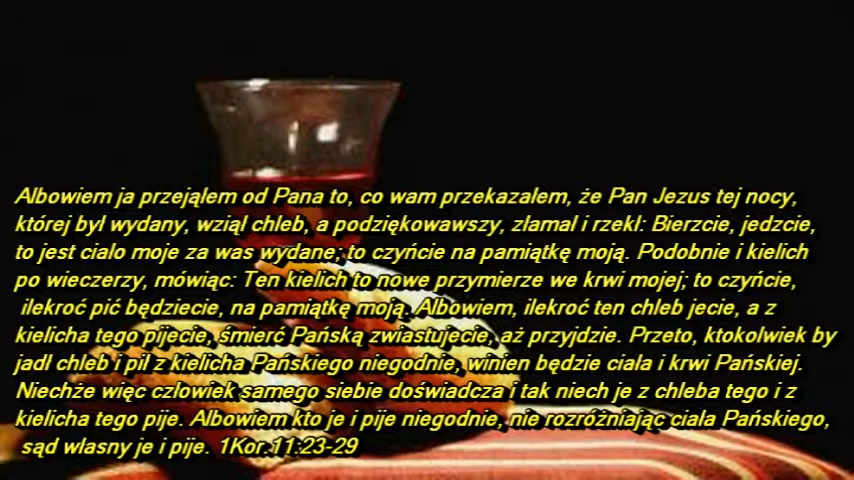 Albowiem ja przejąłem od Pana to, co wam przekazałem, że Pan Jezus tej nocy,
której był wydany, wziął chleb, a podziękowawszy, złamał i rzekł: Bierzcie, jedzcie,
to jest ciało moje za was wydane; to czyńcie na pamiątkę moją. Podobnie i kielich
po wieczerzy, mówiąc: Ten kielich to nowe przymierze we krwi mojej; to czyńcie,
ilekroć pić będziecie, na pamiątkę moją. Albowiem, ilekroć ten chleb jecie, a z
kielicha tego pijecie, śmierć Pańską zwiastujecie, aż przyjdzie. Przeto, ktokolwiek by
jadł chleb i pił z kielicha Pańskiego niegodnie, winien będzie ciała i krwi Pańskiej.
Niechże więc człowiek samego siebie doświadcza i tak niech je z chleba tego i z
kielicha tego pije. Albowiem kto je i pije niegodnie, nie rozróżniając ciała Pańskiego,
sąd własny je i pije. 1Kor.11:23-29